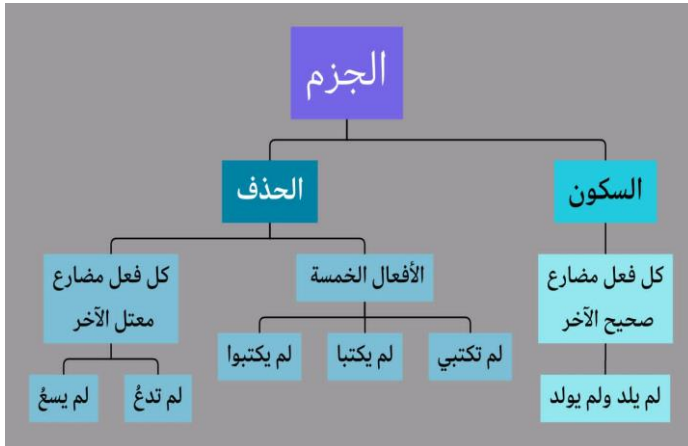 الجزم
السكون
الحذف
كل فعل مضارع
صحيح الآخر
الأفعال الخمسة
كل فعل مضارع
معتل الآخر
لم يلد ولم يولد
لم تكتبي
لم يكتبا
لم يكتبوا
لم تدعُ
لم يسعُ